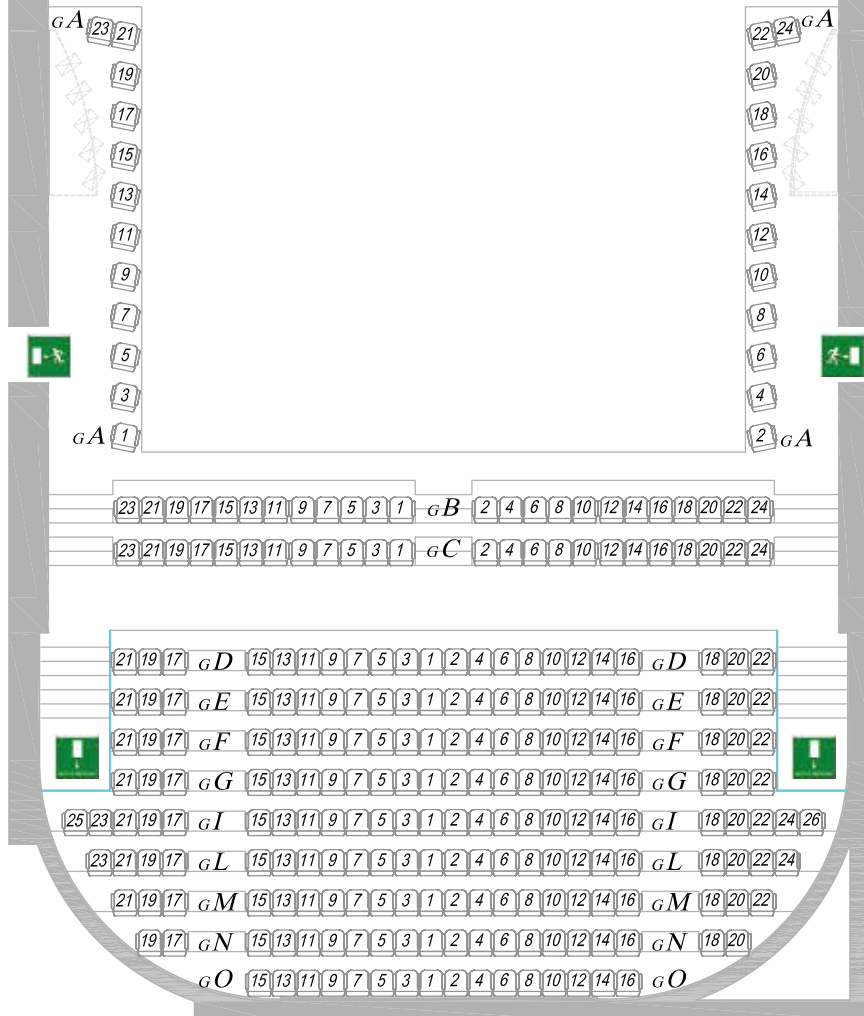 GA 23 21 22 24 GA
19 20
17 18
15 16
13 14
11 12
9 10
7 8
5 6
3 4
GA 1 2 GA
23 21 19 17 15 13 11 9 7 5 3 1 GB 2 4 6 8 10 12 14 16 18 20 22 24
23 21 19 17 15 13 11 9 7 5 3 1 GC 2 4 6 8 10 12 14 16 18 20 22 24
21 19 17 GD 15 13 11 9 7 5 3 1 2 4 6 8 10 12 14 16 GD 18 20 22
21 19 17 GE 15 13 11 9 7 5 3 1 2 4 6 8 10 12 14 16 GE 18 20 22
21 19 17 GF 15 13 11 9 7 5 3 1 2 4 6 8 10 12 14 16 GF 18 20 22
21 19 17 GG 15 13 11 9 7 5 3 1 2 4 6 8 10 12 14 16 GG 18 20 22
25 23 21 19 17 GI 15 13 11 9 7 5 3 1 2 4 6 8 10 12 14 16 GI 18 20 22 24 26
23 21 19 17 GL 15 13 11 9 7 5 3 1 2 4 6 8 10 12 14 16 GL 18 20 22 24
21 19 17 GM 15 13 11 9 7 5 3 1 2 4 6 8 10 12 14 16 GM 18 20 22
19 17 GN 15 13 11 9 7 5 3 1 2 4 6 8 10 12 14 16 GN 18 20
GO 15 13 11 9 7 5 3 1 2 4 6 8 10 12 14 16 GO